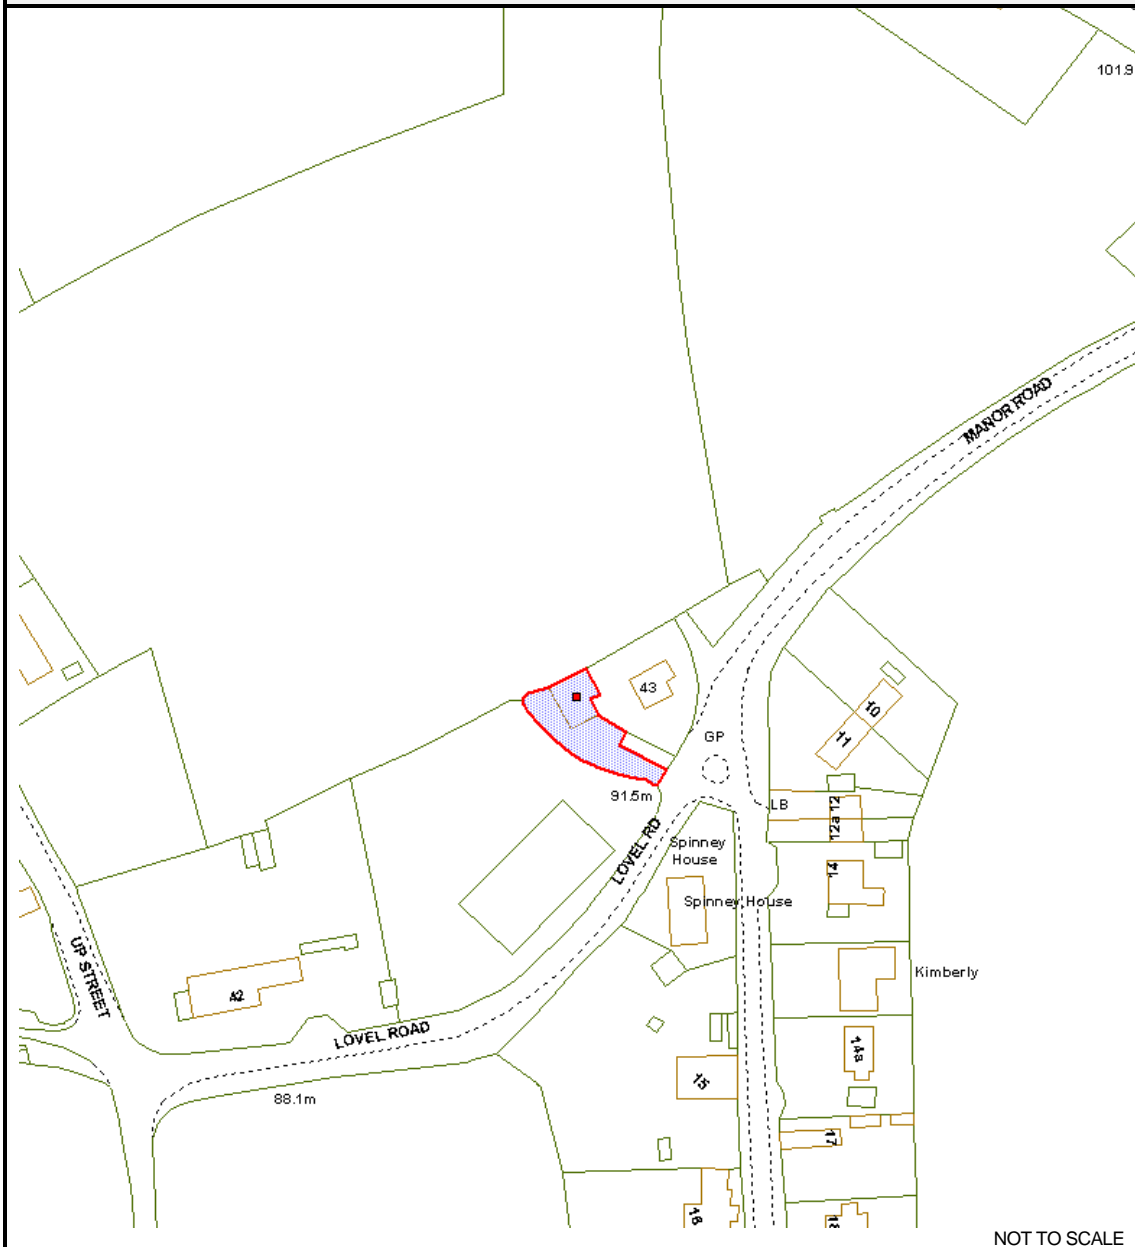 101.9
MANOR ROAD
43
10
11
GP
91.5m
LB
12
12a
LOVEL RD
Spinney
House
14
Spinney House
UP STREET
42
Kimberly
LOVEL ROAD
14a
15
88.1m
17
16
18
NOT TO SCALE